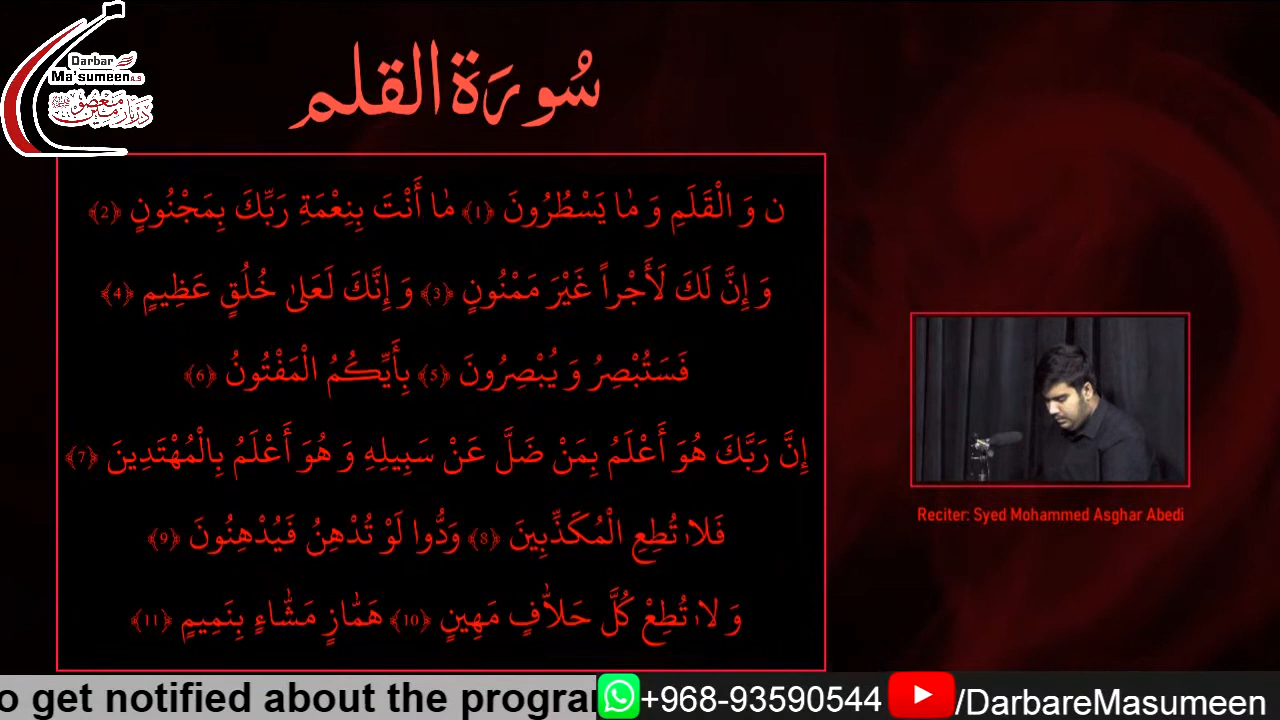 Darbar
Ma'sumeen A.S
دربار معصومین
سُورَة القلم
ن وَ الْقَلَمِ وَ مٰا يَسْطُرُونَ ﴿1﴾ مٰا أَنْتَ بِنِعْمَةِ رَبِّكَ بِمَجْنُونٍ ﴿2﴾
وَ إِنَّ لَكَ لَأَجْراً غَيْرَ مَمْنُونٍ ﴿3﴾ وَ إِنَّكَ لَعَلىٰ خُلُقٍ عَظِيمٍ ﴿4﴾
فَسَتُبْصِرُ وَ يُبْصِرُونَ ﴿5﴾ بِأَيِّكُمُ الْمَفْتُونُ ﴿6﴾
إِنَّ رَبَّكَ هُوَ أَعْلَمُ بِمَنْ ضَلَّ عَنْ سَبِيلِهِ وَ هُوَ أَعْلَمُ بِالْمُهْتَدِينَ ﴿7﴾
فَلاٰ تُطِعِ الْمُكَذِّبِينَ ﴿8﴾ وَدُّوا لَوْ تُدْهِنُ فَيُدْهِنُونَ ﴿9﴾
وَ لاٰ تُطِعْ كُلَّ حَلاّٰفٍ مَهِينٍ ﴿10﴾ هَمّٰازٍ مَشّٰاءٍ بِنَمِيمٍ ﴿11﴾
Reciter: Syed Mohammed Asghar Abedi
o get notified about the program
+968-93590544
/DarbareMasumeen